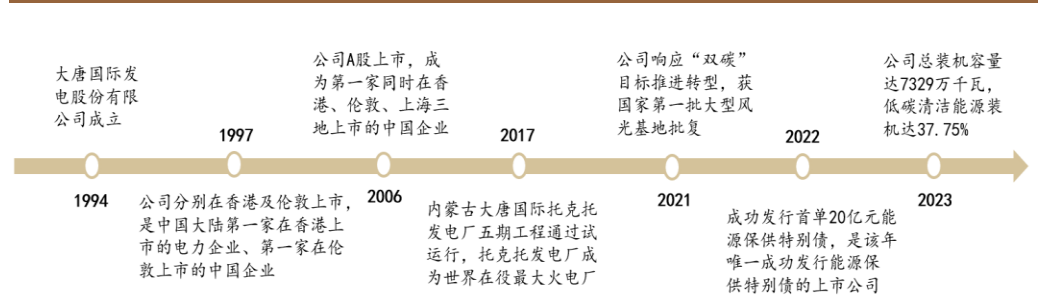 大唐国际发
电股份有限
公司成立
1994
1997
公司分别在香港及伦敦上市，
是中国大陆第一家在香港上
市的电力企业、第一家在伦
敦上市的中国企业
公司A股上市，成
为第一家同时在香
港、伦敦、上海三
地上市的中国企业
2006
2017
内蒙古大唐国际托克托
发电厂五期工程通过试
运行，托克托发电厂成
为世界在役最大火电厂
公司响应“双碳”
目标推进转型，获
国家第一批大型风
光基地批复
2021
2022
成功发行首单20亿元能
源保供特别债，是该年
唯一成功发行能源保
供特别债的上市公司
公司总装机容量
达7329万千瓦，
低碳清洁能源装
机达37.75%
2023